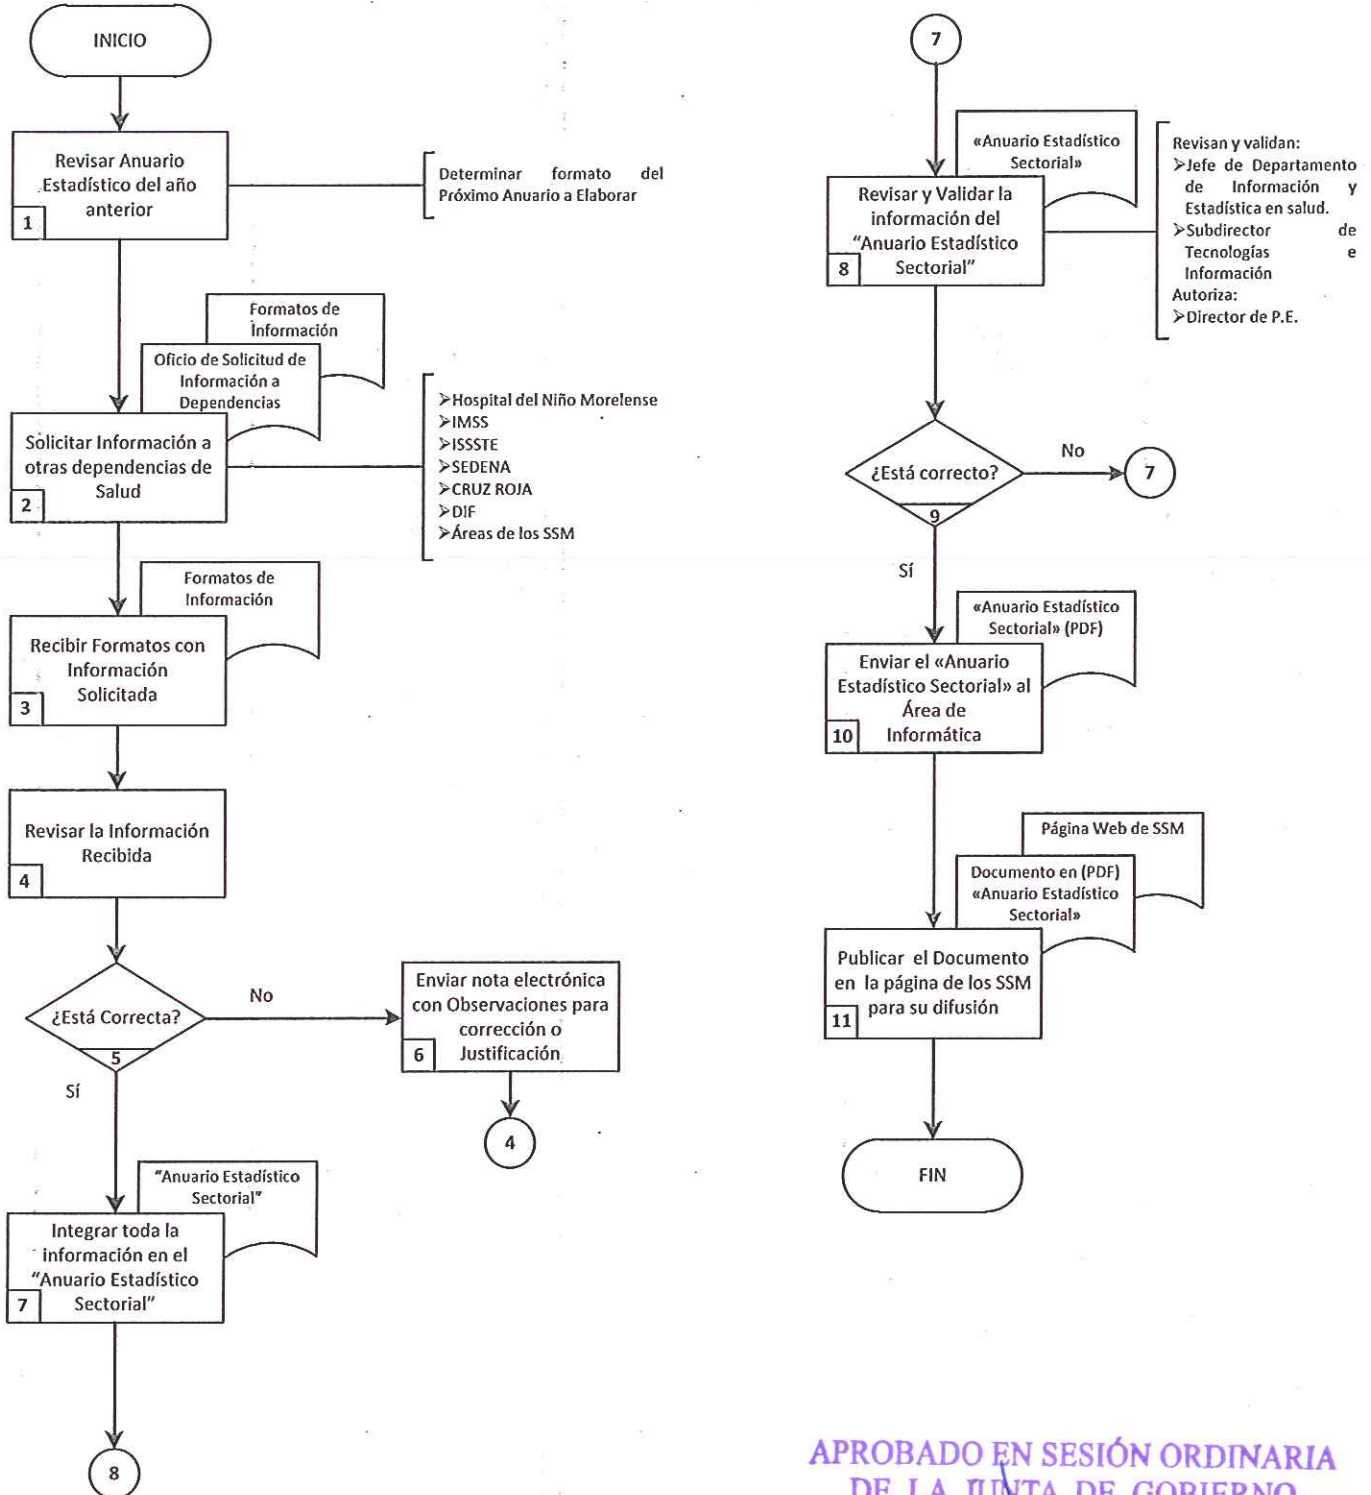 INICIO
Revisar Anuario
Estadístico del año
anterior
1
Determinar formato del
Próximo Anuario a Elaborar
Formatos de
Información
Oficio de Solicitud de
Información a
Dependencias
Solicitar Información a
otras dependencias de
Salud
2
➢Hospital del Niño Morelense
➢IMSS
➢ISSSTE
➢SEDENA
➢CRUZ ROJA
➢DIF
➢Áreas de los SSM
Formatos de
Información
Recibir Formatos con
Información
Solicitada
3
Revisar la Información
Recibida
4
¿Está Correcta?
5
No
Sí
Enviar nota electrónica
con Observaciones para
corrección o
Justificación
6
4
"Anuario Estadístico
Sectorial"
Integrar toda la
información en el
"Anuario Estadístico
Sectorial"
7
8
7
«Anuario Estadístico
Sectorial»
Revisar y Validar la
información del
"Anuario Estadístico
Sectorial"
8
Revisan y validan:
➢Jefe de Departamento
de Información y
Estadística en salud.
➢Subdirector de
Tecnologías e
Información
Autoriza:
➢Director de P.E.
¿Está correcto?
9
No
7
Sí
«Anuario Estadístico
Sectorial» (PDF)
Enviar el «Anuario
Estadístico Sectorial» al
Área de
Informática
10
Página Web de SSM
Documento en (PDF)
«Anuario Estadístico
Sectorial»
Publicar el Documento
en la página de los SSM
para su difusión
11
FIN
APROBADO EN SESIÓN ORDINARIA
DE LA JUNTA DE GOBIERNO